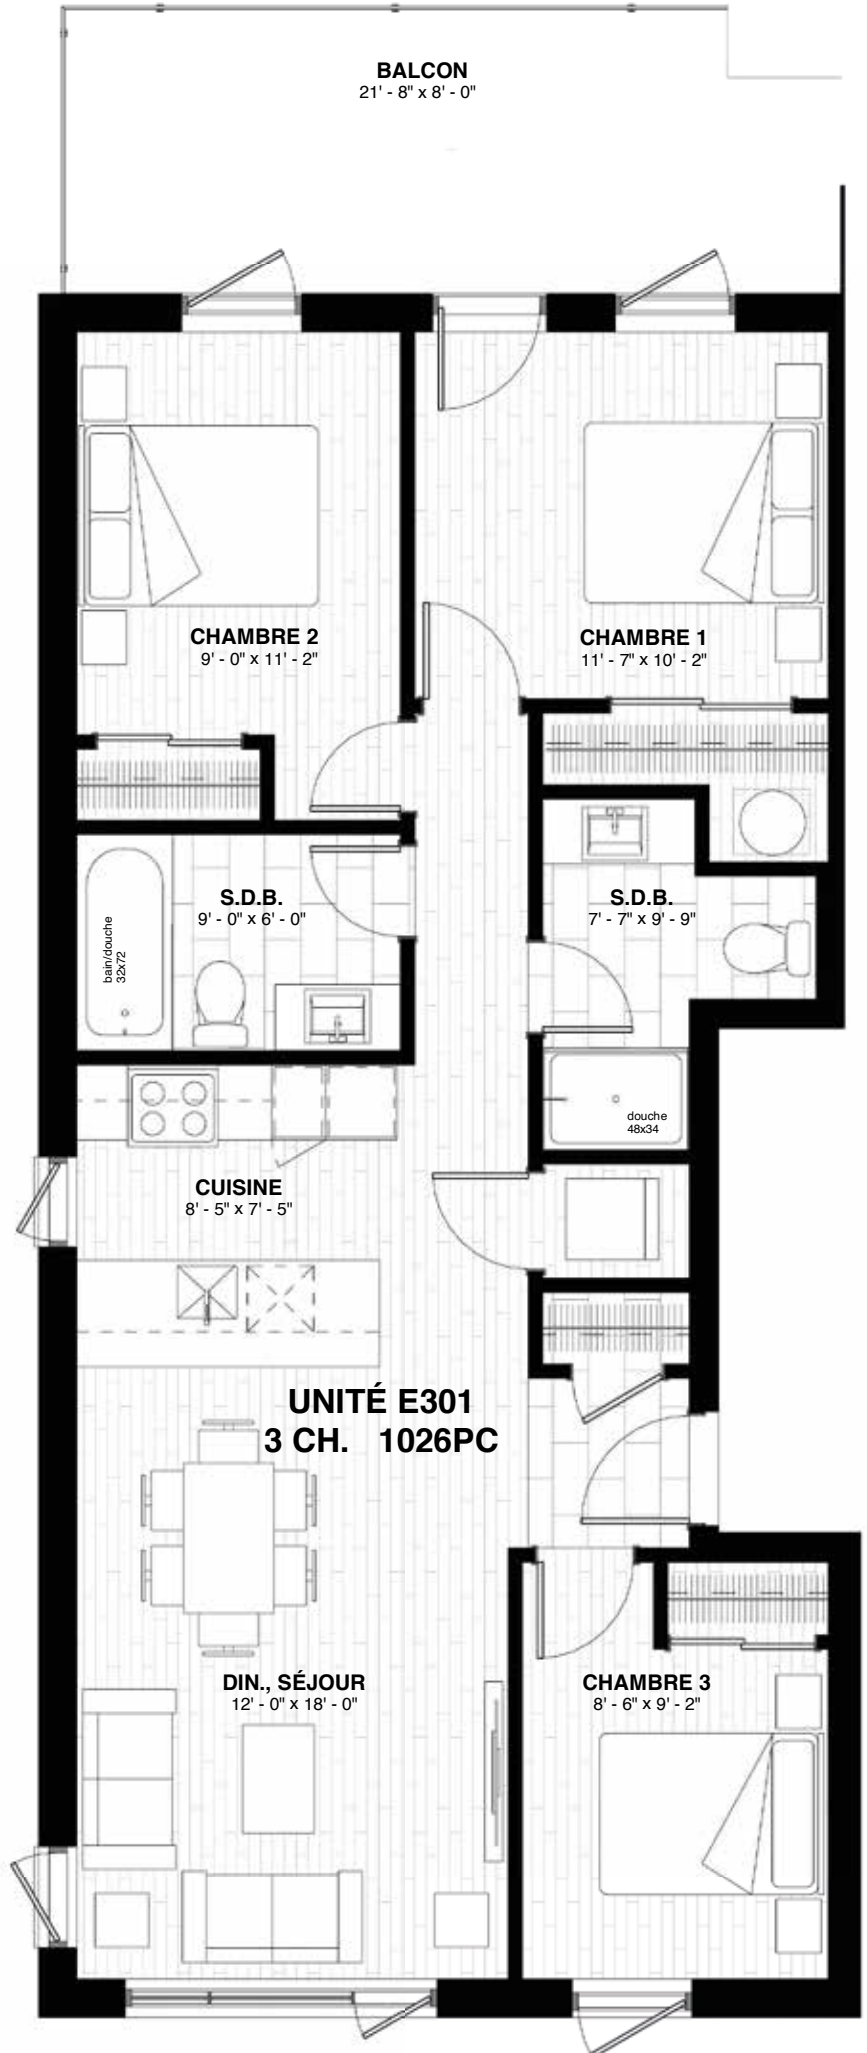 BALCON
21' - 8" x 8' - 0"
CHAMBRE 2
9' - 0" x 11' - 2"
CHAMBRE 1
11' - 7" x 10' - 2"
S.D.B.
9' - 0" x 6' - 0"
bain/douche
32x72
S.D.B.
7' - 7" x 9' - 9"
douche
48x34
CUISINE
8' - 5" x 7' - 5"
UNITÉ E301
3 CH. 1026PC
DIN., SÉJOUR
12' - 0" x 18' - 0"
CHAMBRE 3
8' - 6" x 9' - 2"